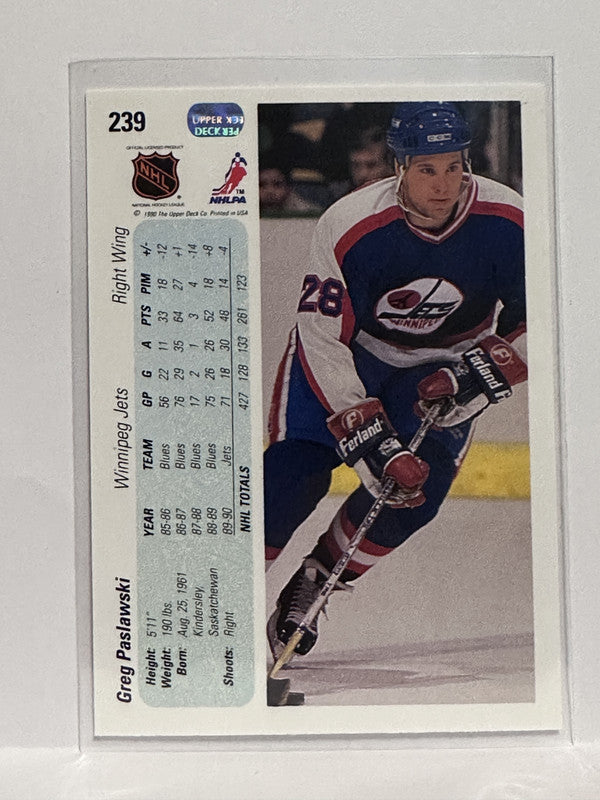 239
UPPER DECK
OFFICIAL LICENSED PRODUCT
NHL
®
NATIONAL HOCKEY LEAGUE
NHLPA
TM
© 1990 The Upper Deck Co. Printed in USA
Greg Paslawski Winnipeg Jets Right Wing
Height: 5'11"
Weight: 190 lbs.
Born: Aug. 25, 1961
Kindersley,
Saskatchewan
Shoots: Right
YEAR TEAM GP G A PTS PIM +/-
85-86 Blues 56 22 11 33 18 -12
86-87 Blues 76 29 35 64 27 +1
87-88 Blues 17 2 1 3 4 -14
88-89 Blues 75 26 26 52 18 +8
89-90 Jets 71 18 30 48 14 -4
NHL TOTALS 427 128 133 261 123
28
JETS
WINNIPEG
Ferland
Ferland